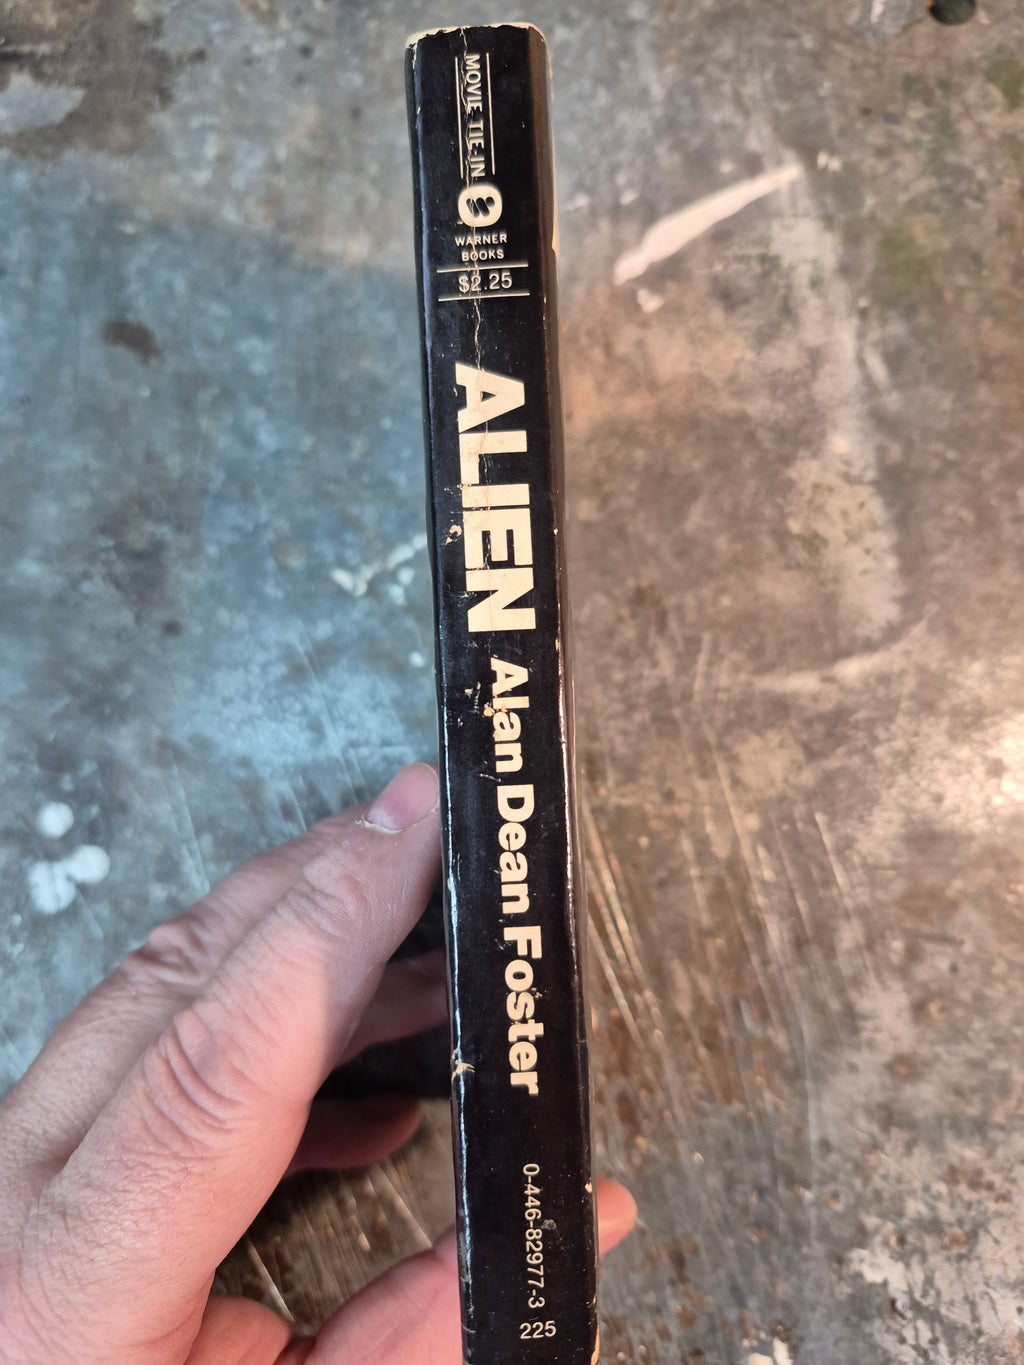 MOVIE TIE-IN
WARNER
BOOKS
$2.25
ALIEN
Alan Dean Foster
0-446-82977-3
225